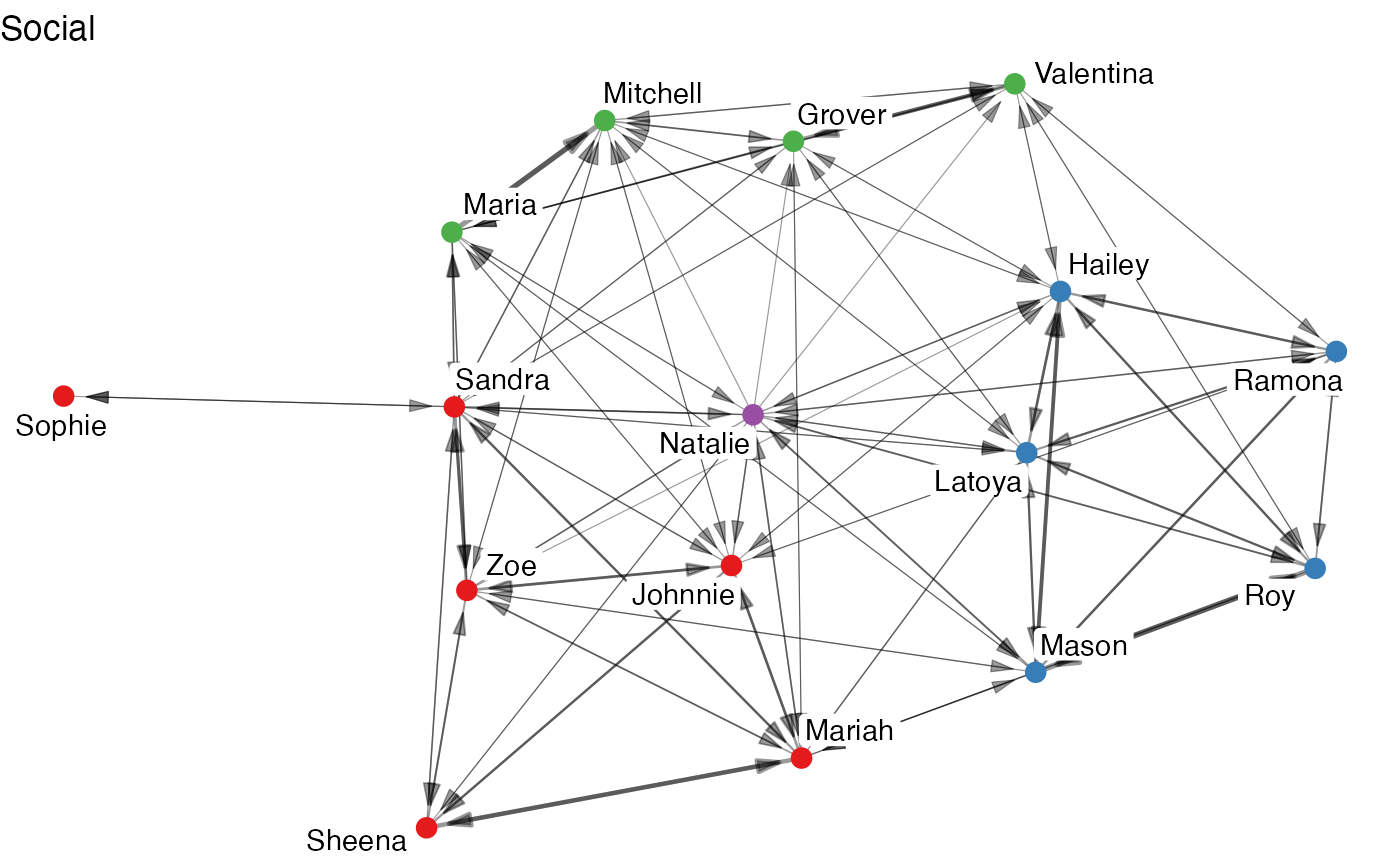 Social
Valentina
Mitchell
Grover
Maria
Hailey
Sandra
Ramona
Sophie
Natalie
Latoya
Zoe
Johnnie
Roy
Mason
Mariah
Sheena